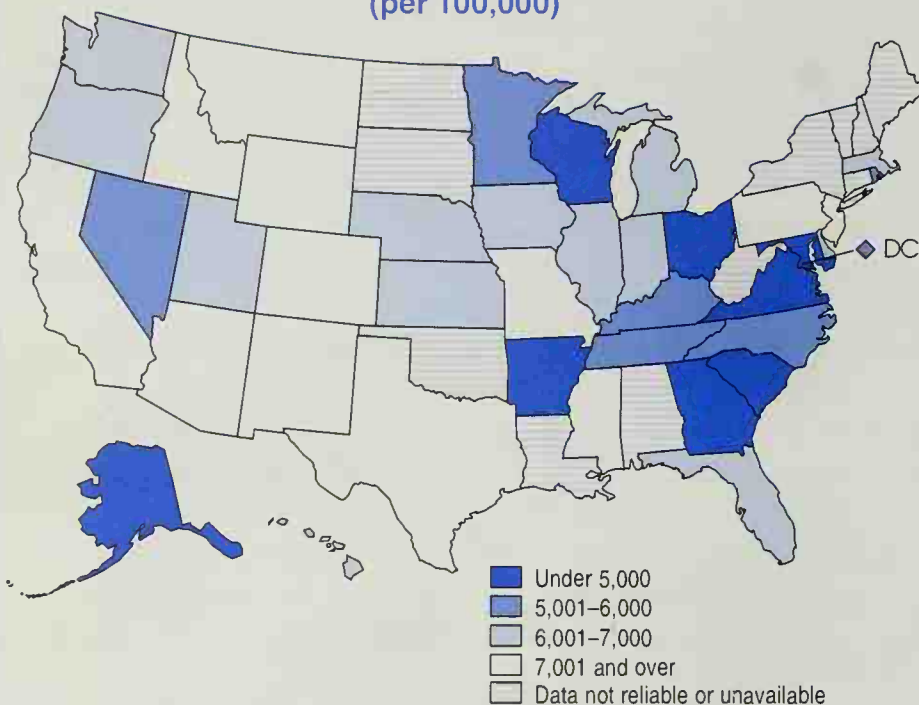 (per 100,000)
DC
Under 5,000
5,001–6,000
6,001–7,000
7,001 and over
Data not reliable or unavailable